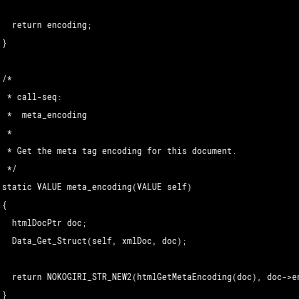 return encoding;
}
/*
* call-seq:
*  meta_encoding
*
* Get the meta tag encoding for this document.
*/
static VALUE meta_encoding(VALUE self)
{
htmlDocPtr doc;
Data_Get_Struct(self, xmlDoc, doc);
return NOKOGIRI_STR_NEW2(htmlGetMetaEncoding(doc), doc->en
}